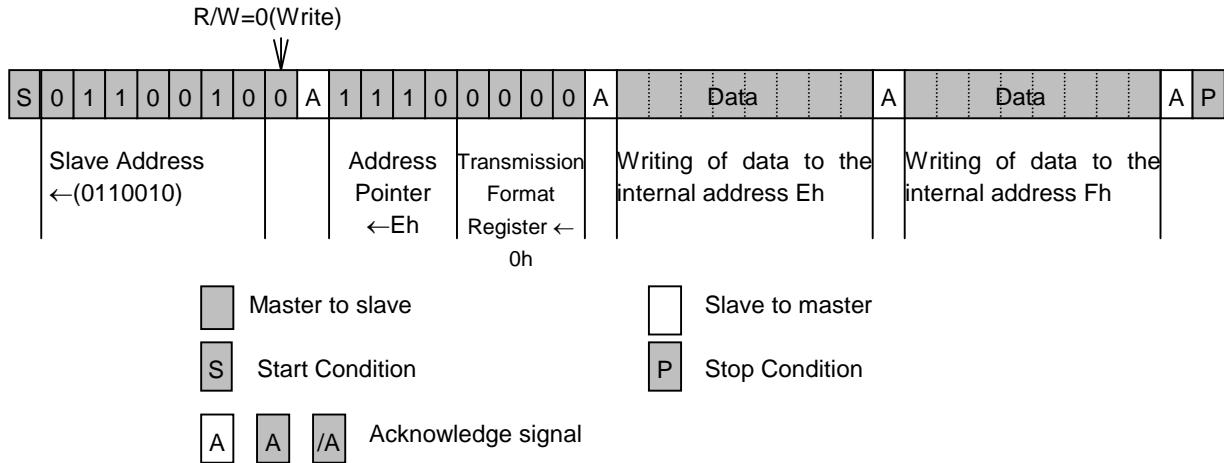 R/W=0(Write)
S 0 1 1 0 0 1 0 0 A 1 1 1 0 0 0 0 0 A Data A Data A P
Slave Address
←(0110010)
Address
Pointer
←Eh
Transmission
Format
Register ←
0h
Writing of data to the
internal address Eh
Writing of data to the
internal address Fh
Master to slave
Slave to master
S Start Condition
P Stop Condition
A A /A Acknowledge signal